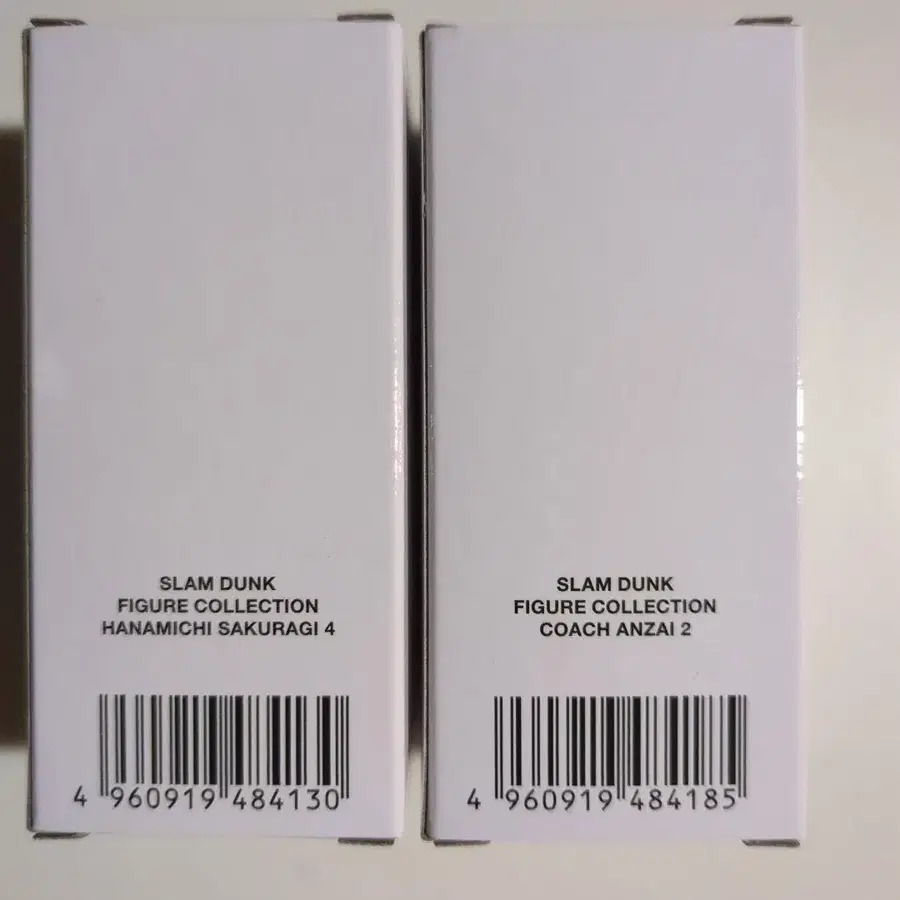 SLAM DUNK
FIGURE COLLECTION
HANAMICHI SAKURAGI 4
4 960919 484130
SLAM DUNK
FIGURE COLLECTION
COACH ANZAI 2
4 960919 484185